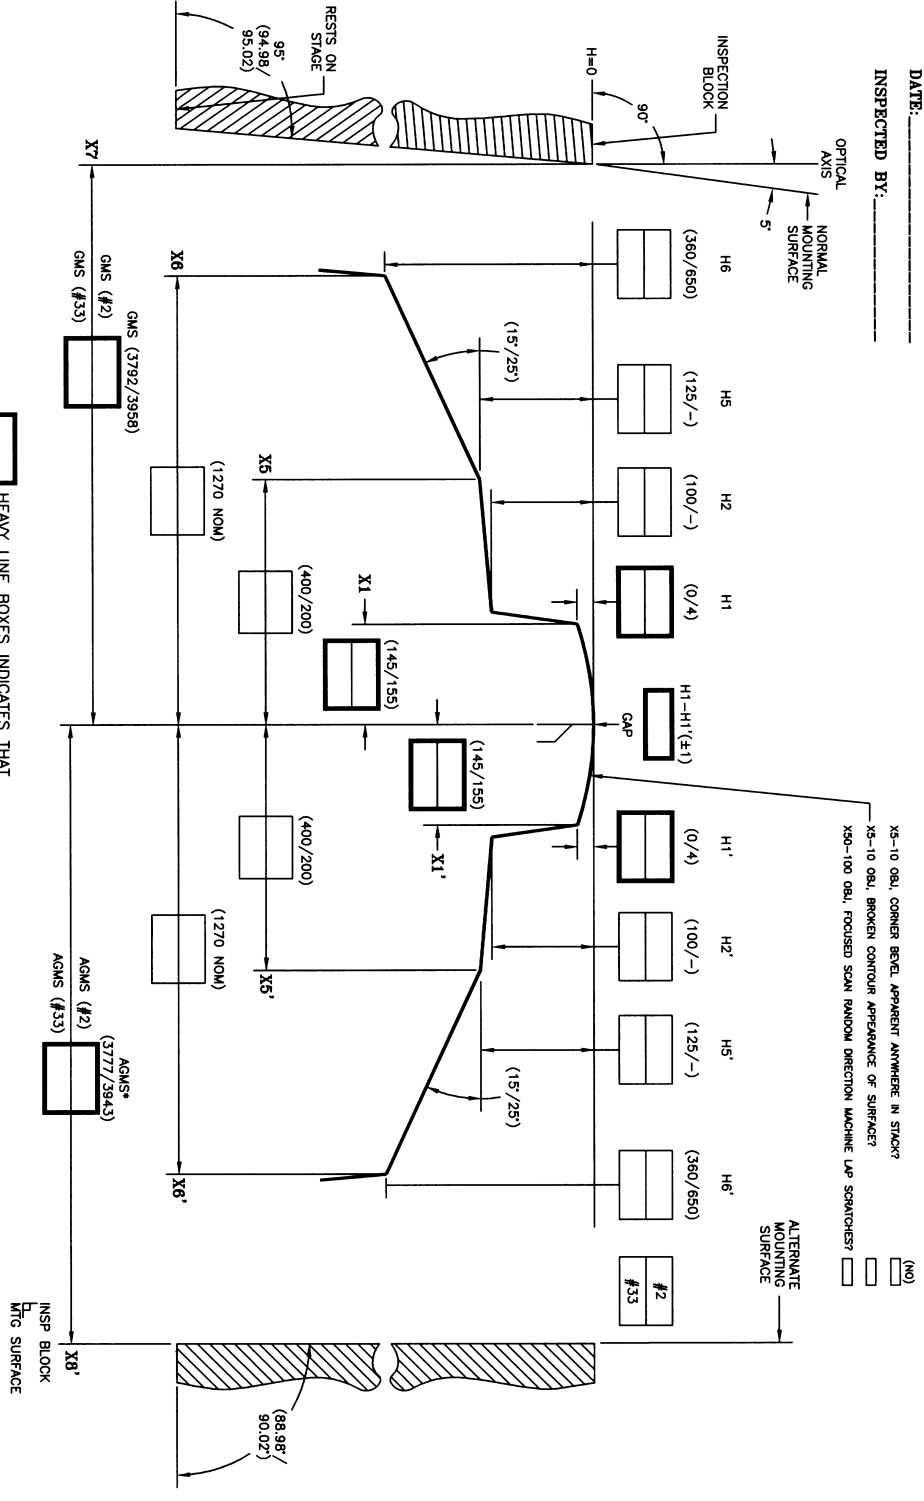 DATE:
INSPECTED BY:
X5-10 OBJ, CORNER BEVEL APPARENT ANYWHERE IN STACK?
(NO)
X5-10 OBJ, BROKEN CONTOUR APPEARANCE OF SURFACE?
X50-100 OBJ, FOCUSED SCAN RANDOM DIRECTION MACHINE LAP SCRATCHES?
OPTICAL
AXIS
NORMAL
MOUNTING
SURFACE
5°
ALTERNATE
MOUNTING
SURFACE
INSPECTION
BLOCK
H6
H5
H2
H1
H1-H1'(±1)
H1'
H2'
H5'
H6'
(360/650)
(125/-)
(100/-)
(0/4)
(0/4)
(100/-)
(125/-)
(360/650)
#2
#33
90°
H=0
GAP
(15°/25°)
(15°/25°)
(145/155)
(145/155)
X1
X1'
RESTS ON
STAGE
95°
(94.98/
95.02)
X5
X5'
(400/200)
(400/200)
(88.98°/
90.02°)
(1270 NOM)
(1270 NOM)
X6
X6'
GMS (3792/3958)
GMS (#2)
GMS (#33)
AGMS*
(3777/3943)
AGMS (#2)
AGMS (#33)
X7
X8'
INSP BLOCK
MTG SURFACE
HEAVY LINE BOXES INDICATES THAT